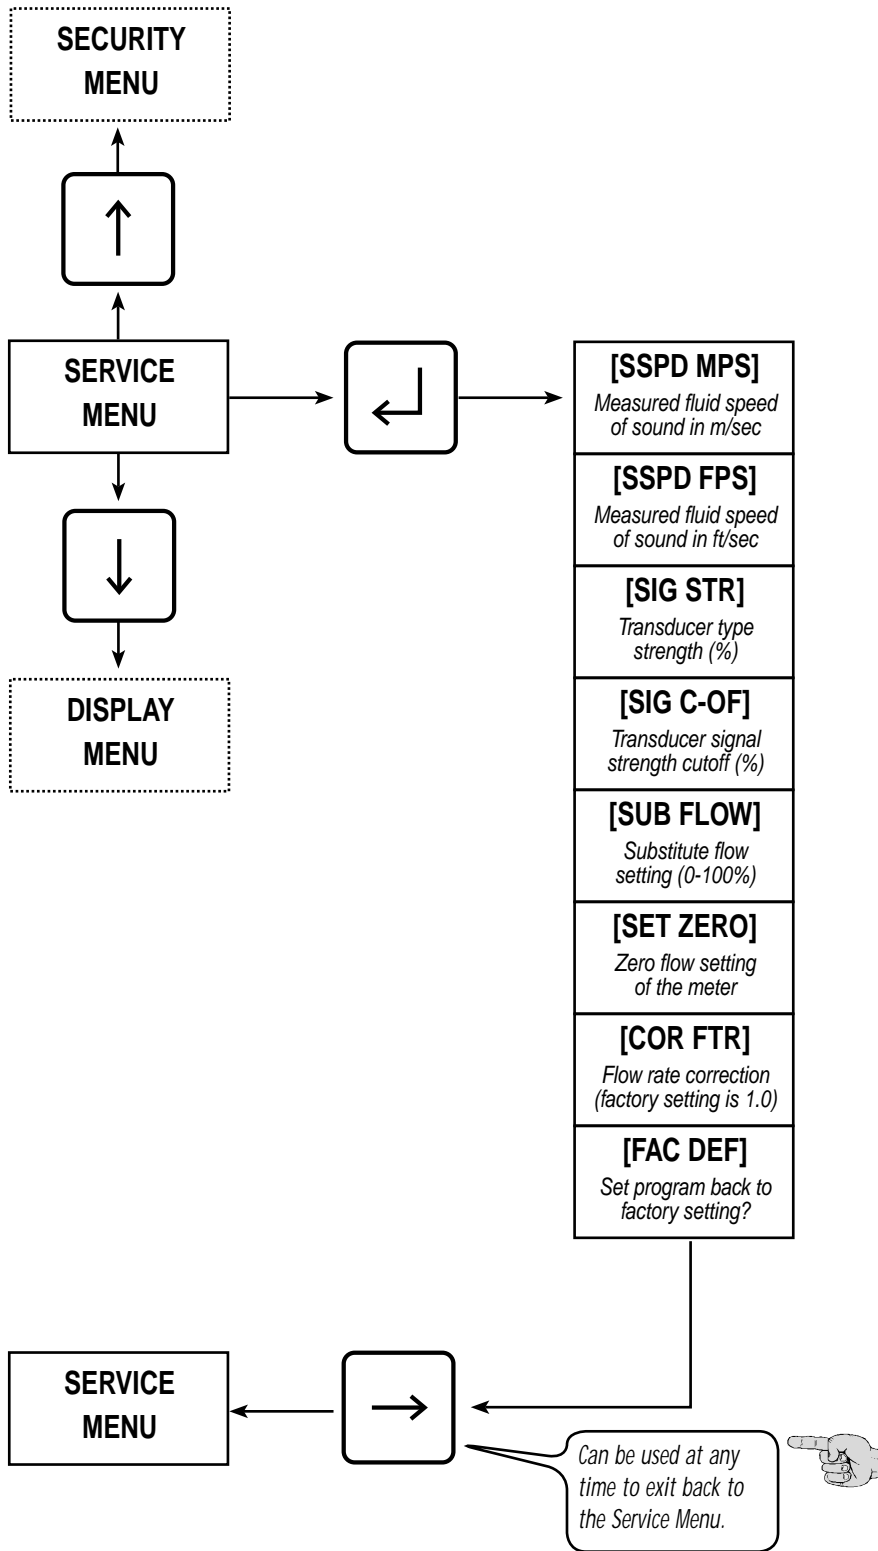 SECURITY
MENU
SERVICE
MENU
DISPLAY
MENU
[SSPD MPS]
Measured fluid speed
of sound in m/sec
[SSPD FPS]
Measured fluid speed
of sound in ft/sec
[SIG STR]
Transducer type
strength (%)
[SIG C-OF]
Transducer signal
strength cutoff (%)
[SUB FLOW]
Substitute flow
setting (0-100%)
[SET ZERO]
Zero flow setting
of the meter
[COR FTR]
Flow rate correction
(factory setting is 1.0)
[FAC DEF]
Set program back to
factory setting?
SERVICE
MENU
Can be used at any
time to exit back to
the Service Menu.